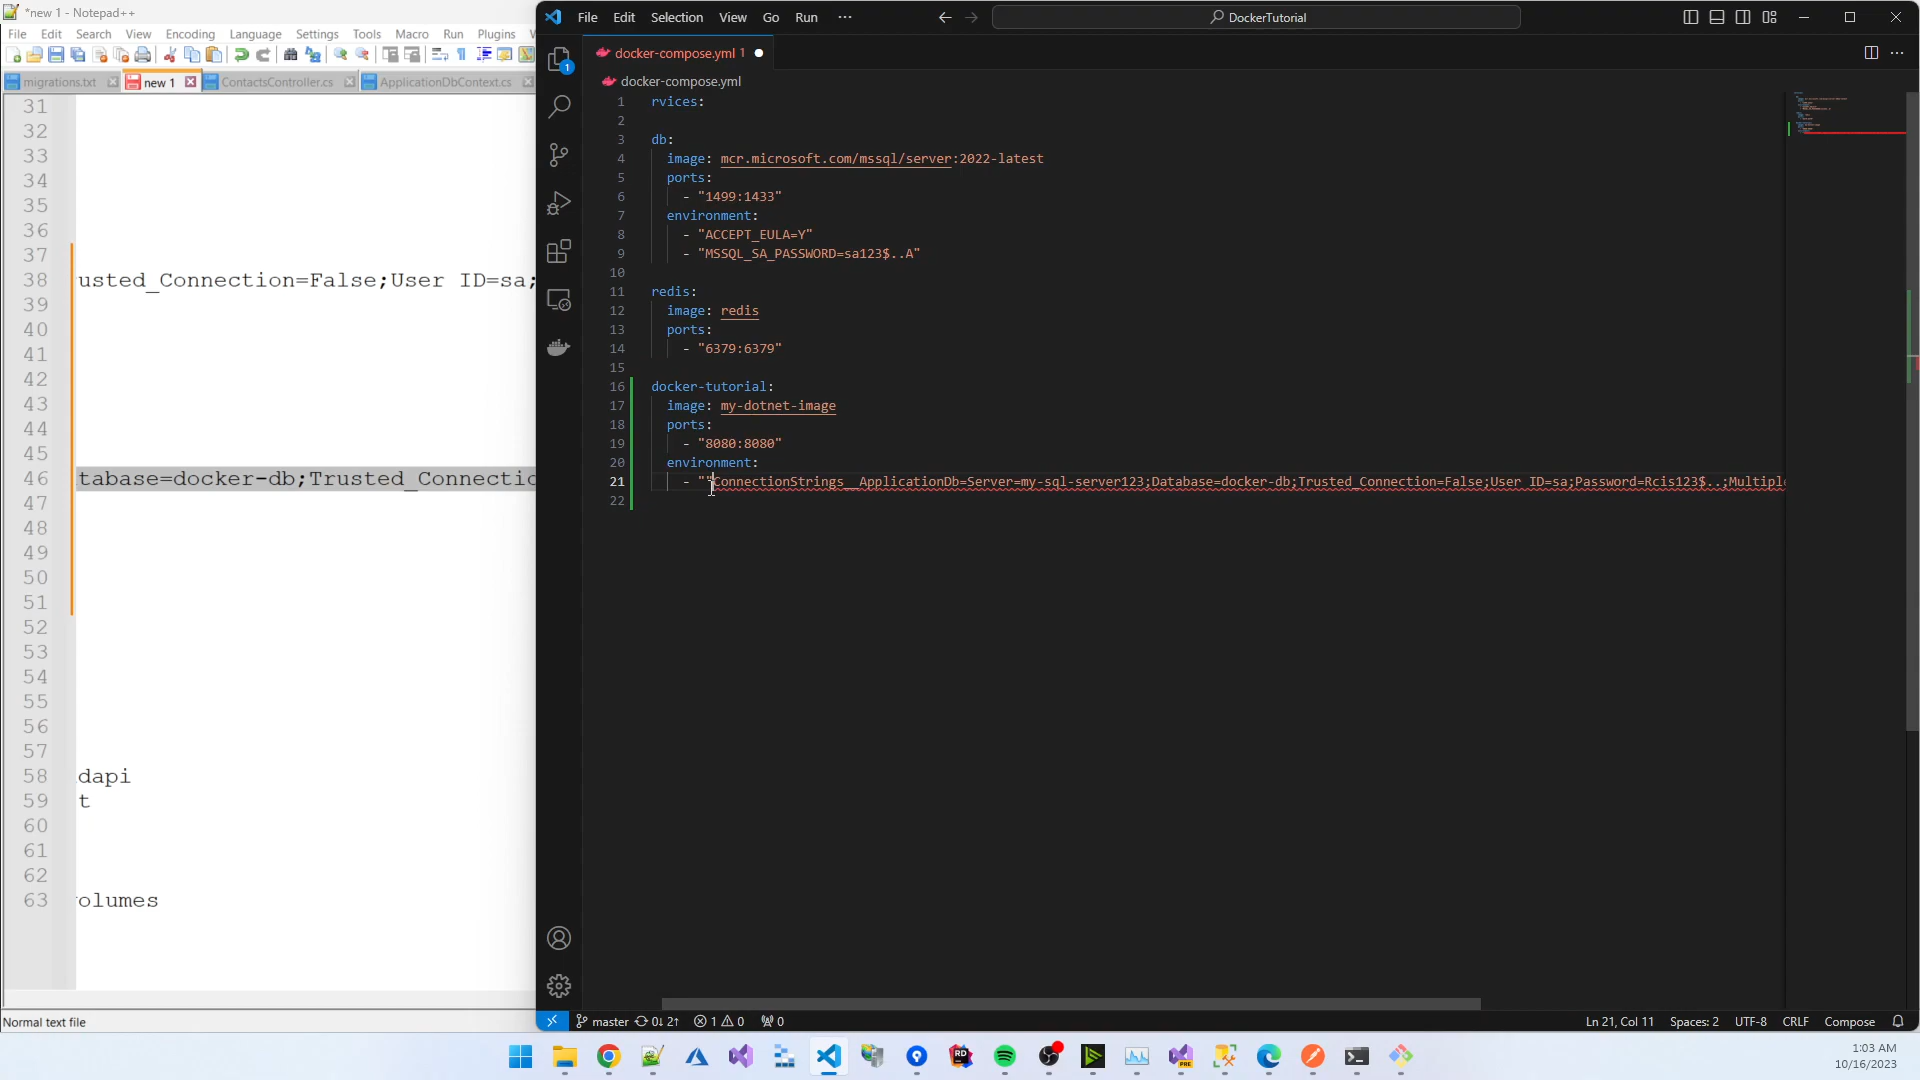 *new 1 - Notepad++
File Edit Search View Encoding Language Settings Tools Macro Run Plugins
migrations.txt new 1 ContactsController.cs ApplicationDbContext.cs
31
32
33
34
35
36
37
38 usted_Connection=False;User ID=sa;
39
40
41
42
43
44
45
46 tabase=docker-db;Trusted_Connectio
47
48
49
50
51
52
53
54
55
56
57
58 dapi
59 t
60
61
62
63 olumes
Normal text file
File Edit Selection View Go Run ···
DockerTutorial
1
docker-compose.yml 1
docker-compose.yml
1 rvices:
2
3 db:
4 image: mcr.microsoft.com/mssql/server:2022-latest
5 ports:
6 - "1499:1433"
7 environment:
8 - "ACCEPT_EULA=Y"
9 - "MSSQL_SA_PASSWORD=sa123$..A"
10
11 redis:
12 image: redis
13 ports:
14 - "6379:6379"
15
16 docker-tutorial:
17 image: my-dotnet-image
18 ports:
19 - "8080:8080"
20 environment:
21 - ""ConnectionStrings__ApplicationDb=Server=my-sql-server123;Database=docker-db;Trusted_Connection=False;User ID=sa;Password=Rcis123$..;Multipl
22
master 0↓ 2↑ 1 0 0
Ln 21, Col 11 Spaces: 2 UTF-8 CRLF Compose
1:03 AM
10/16/2023